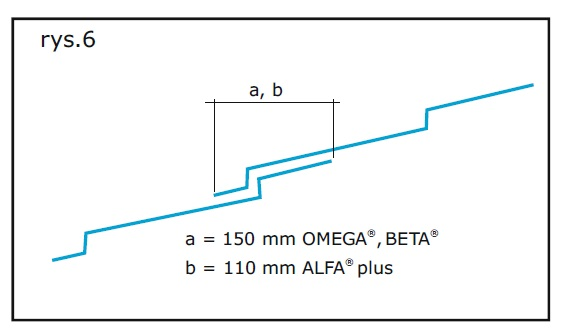 rys.6
a, b
a = 150 mm OMEGA®, BETA®
b = 110 mm ALFA® plus